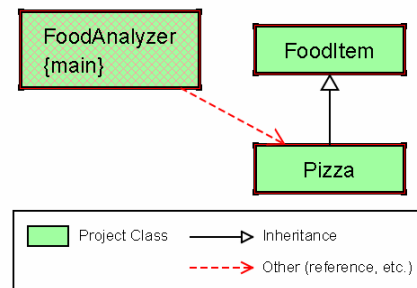 FoodAnalyzer
{main}
FoodItem
Pizza
Project Class
Inheritance
Other (reference, etc.)